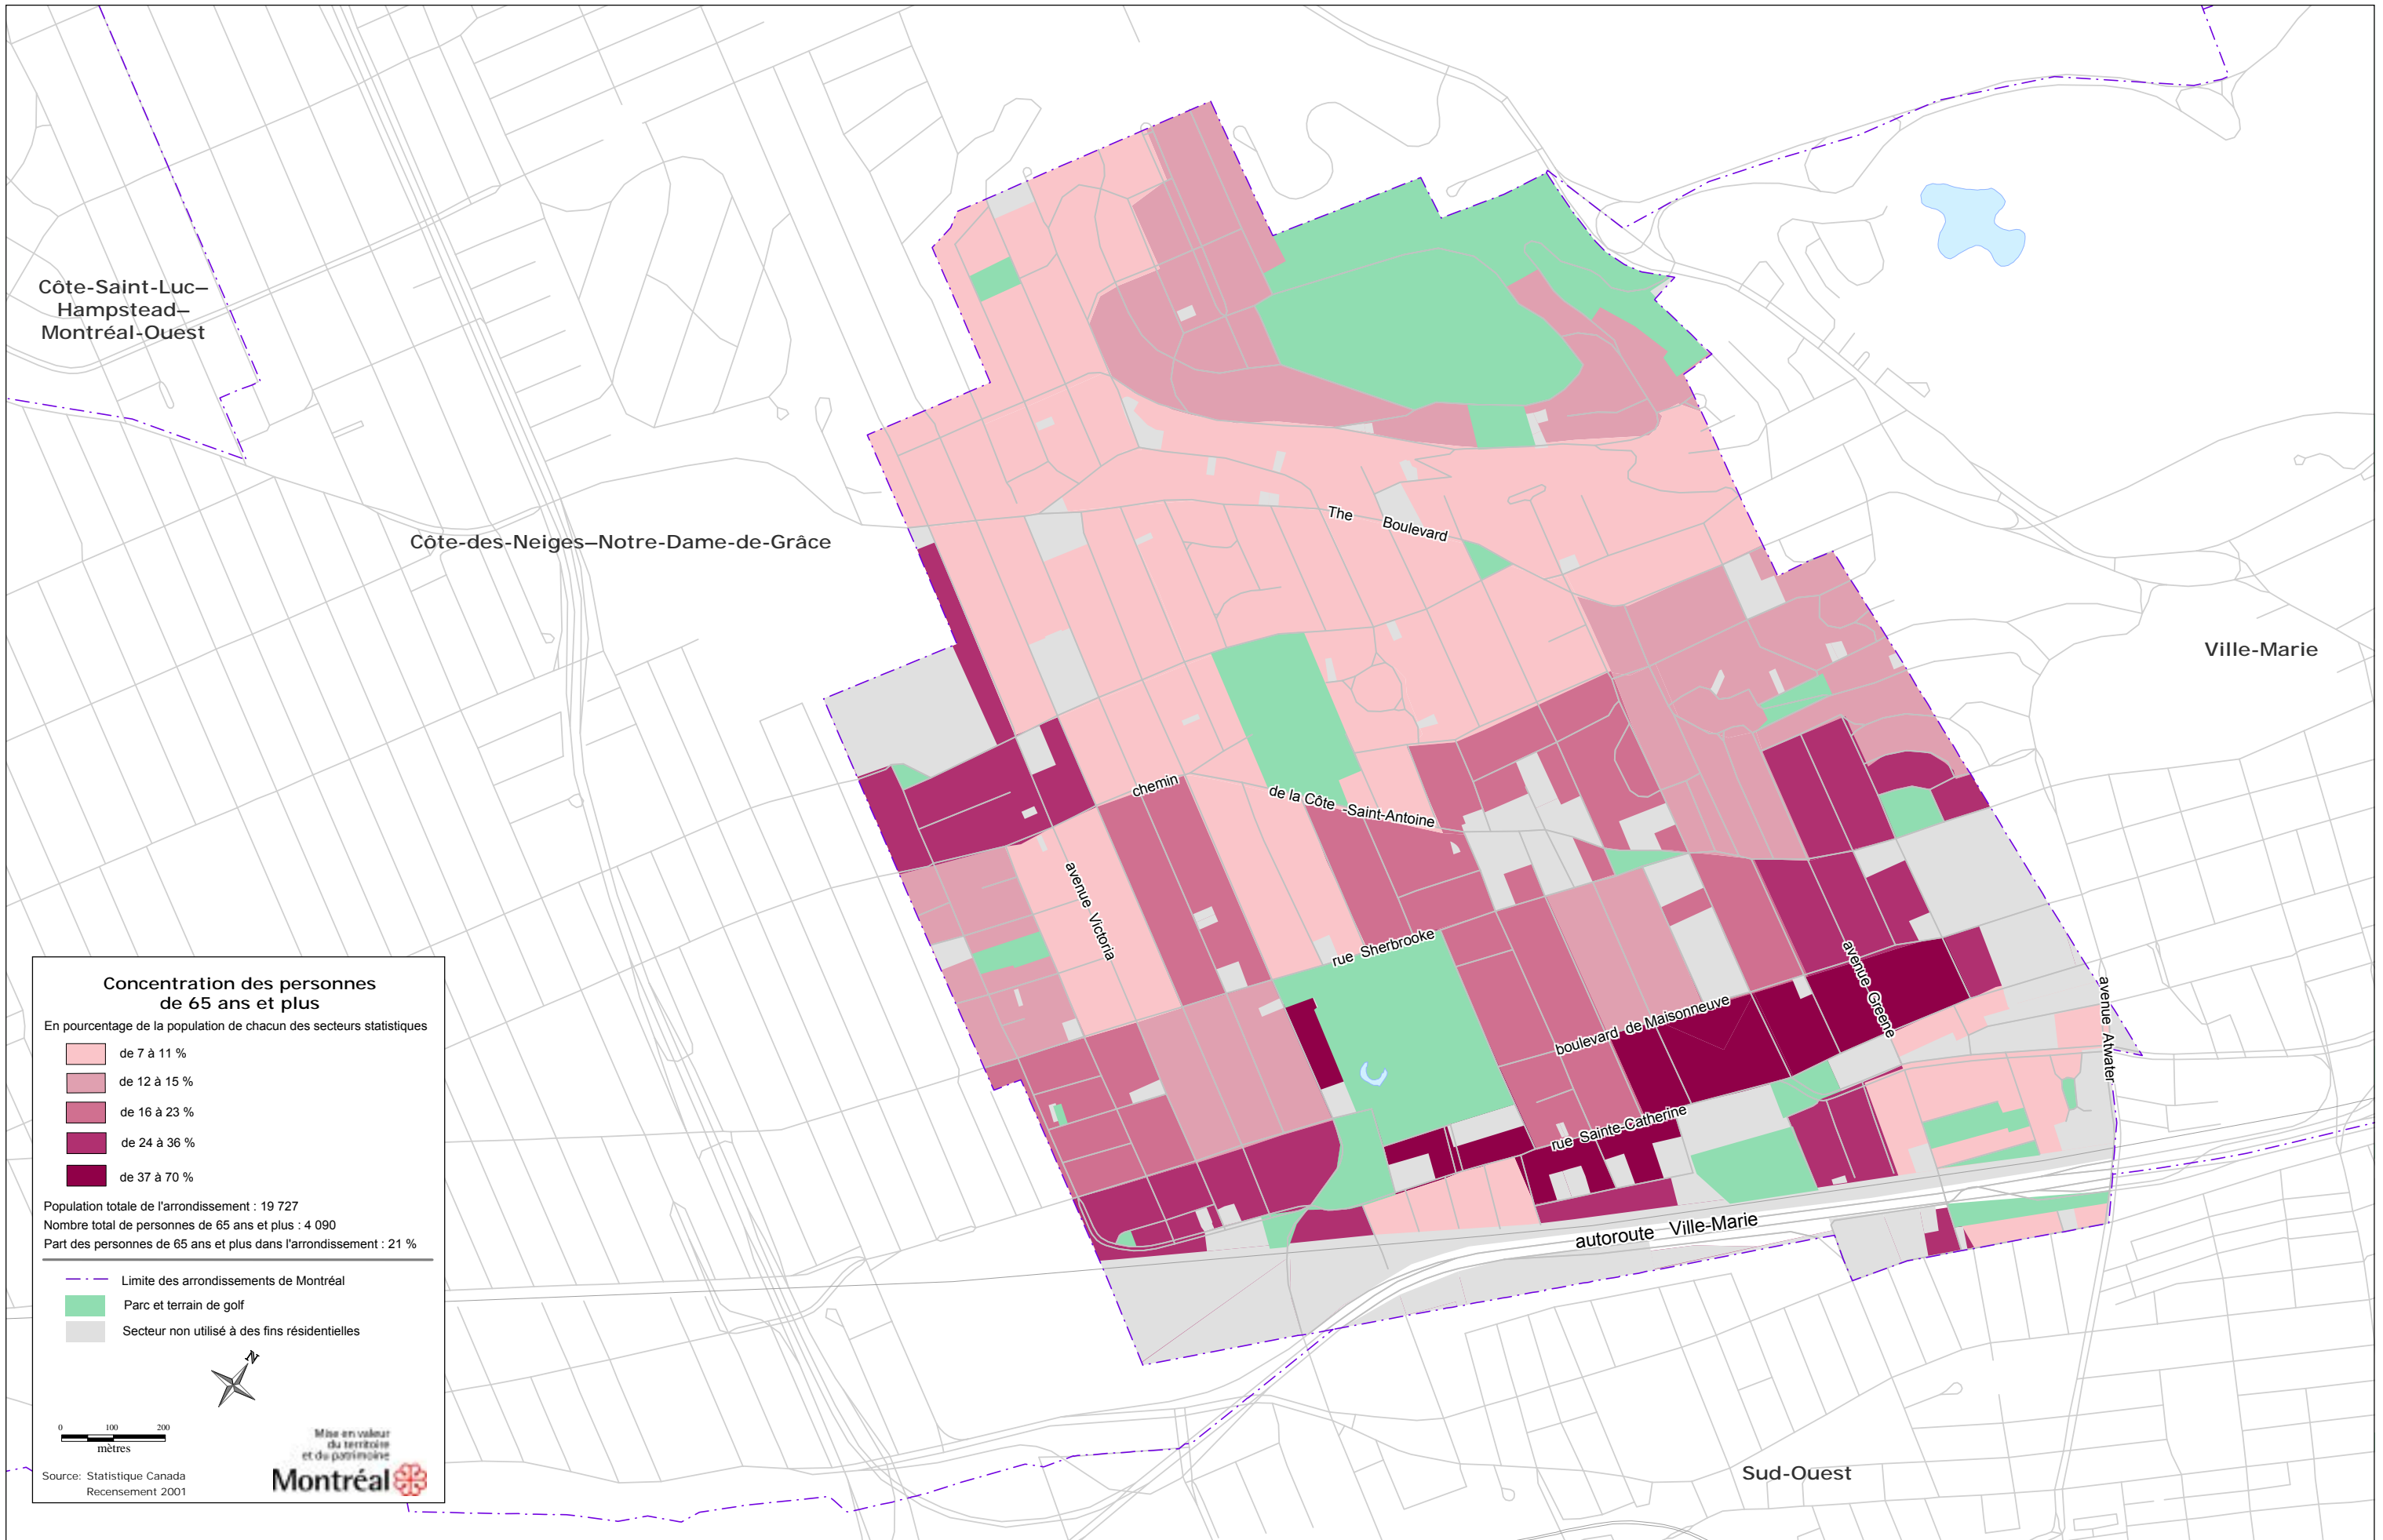 Côte-Saint-Luc–
Hampstead–
Montréal-Ouest
Côte-des-Neiges–Notre-Dame-de-Grâce
Ville-Marie
Sud-Ouest
The Boulevard
chemin de la Côte -Saint-Antoine
avenue Victoria
rue Sherbrooke
boulevard de Maisonneuve
avenue Greene
avenue Atwater
rue Sainte-Catherine
autoroute Ville-Marie
Concentration des personnes
de 65 ans et plus
En pourcentage de la population de chacun des secteurs statistiques
de 7 à 11 %
de 12 à 15 %
de 16 à 23 %
de 24 à 36 %
de 37 à 70 %
Population totale de l'arrondissement : 19 727
Nombre total de personnes de 65 ans et plus : 4 090
Part des personnes de 65 ans et plus dans l'arrondissement : 21 %
Limite des arrondissements de Montréal
Parc et terrain de golf
Secteur non utilisé à des fins résidentielles
N
0 100 200
mètres
Source: Statistique Canada
Recensement 2001
Mise en valeur
du territoire
et du patrimoine
Montréal